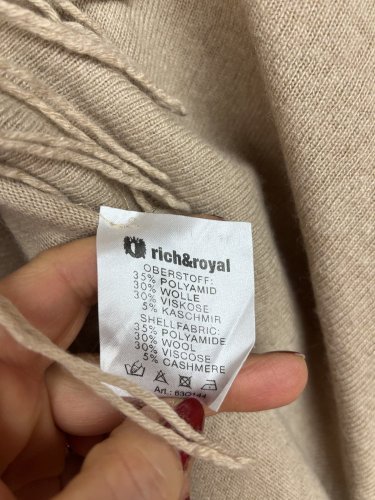 rich&royal
OBERSTOFF:
35% POLYAMID
30% WOLLE
30% VISKOSE
5% KASCHMIR
SHELLFABRIC:
35% POLYAMIDE
30% WOOL
30% VISCOSE
5% CASHMERE
Art.: